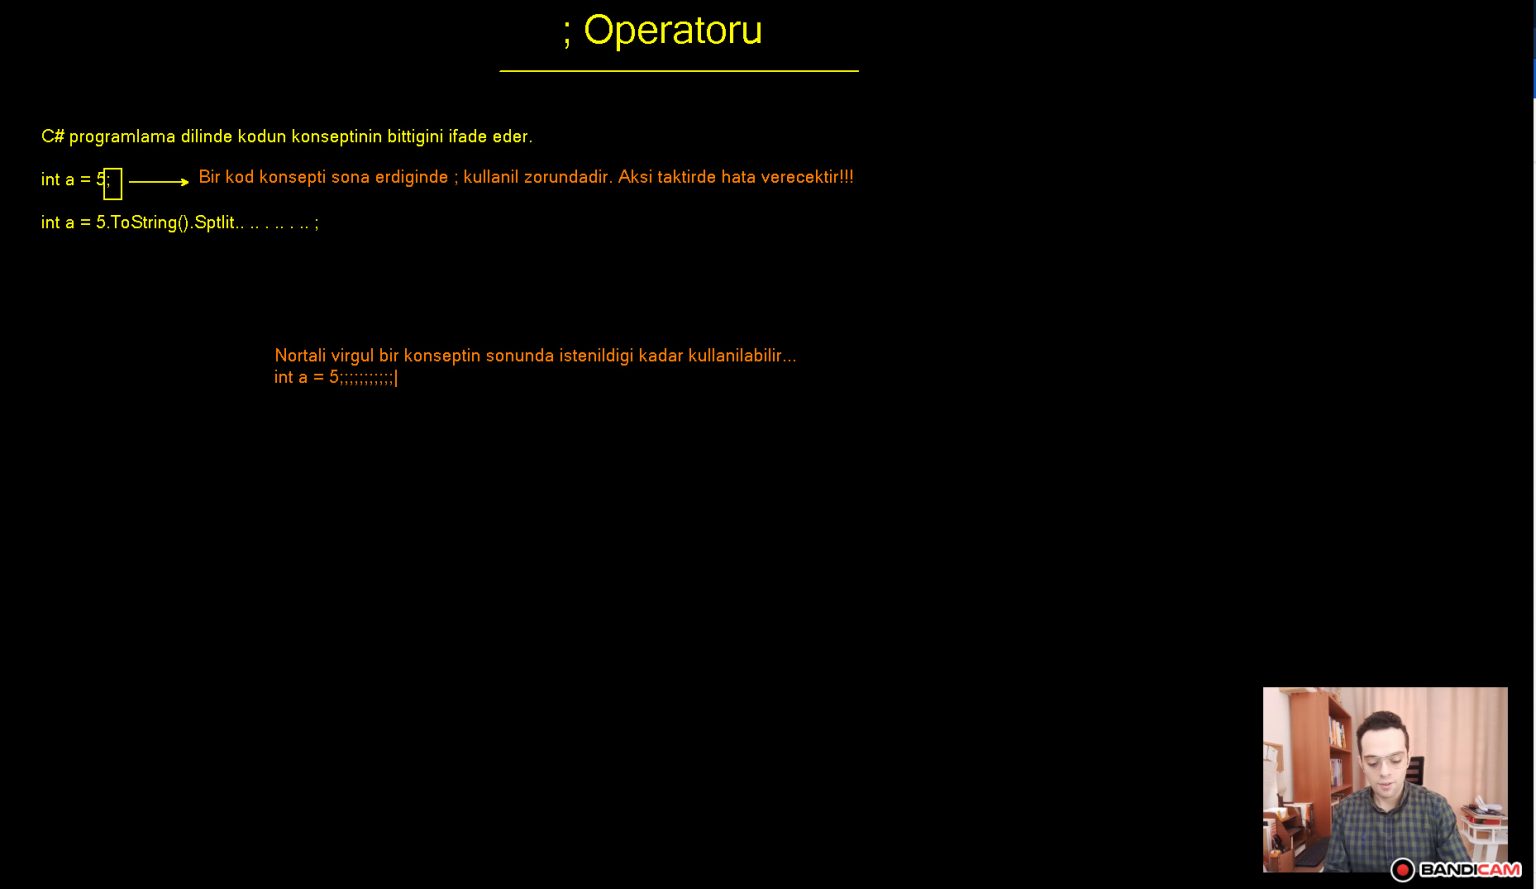 ; Operatoru
C# programlama dilinde kodun konseptinin bittigini ifade eder.
int a = 5; Bir kod konsepti sona erdiginde ; kullanil zorundadir. Aksi taktirde hata verecektir!!!
int a = 5.ToString().Sptlit.. .. . .. . .. ;
Nortali virgul bir konseptin sonunda istenildigi kadar kullanilabilir...
int a = 5;;;;;;;;;;;
BANDICAM